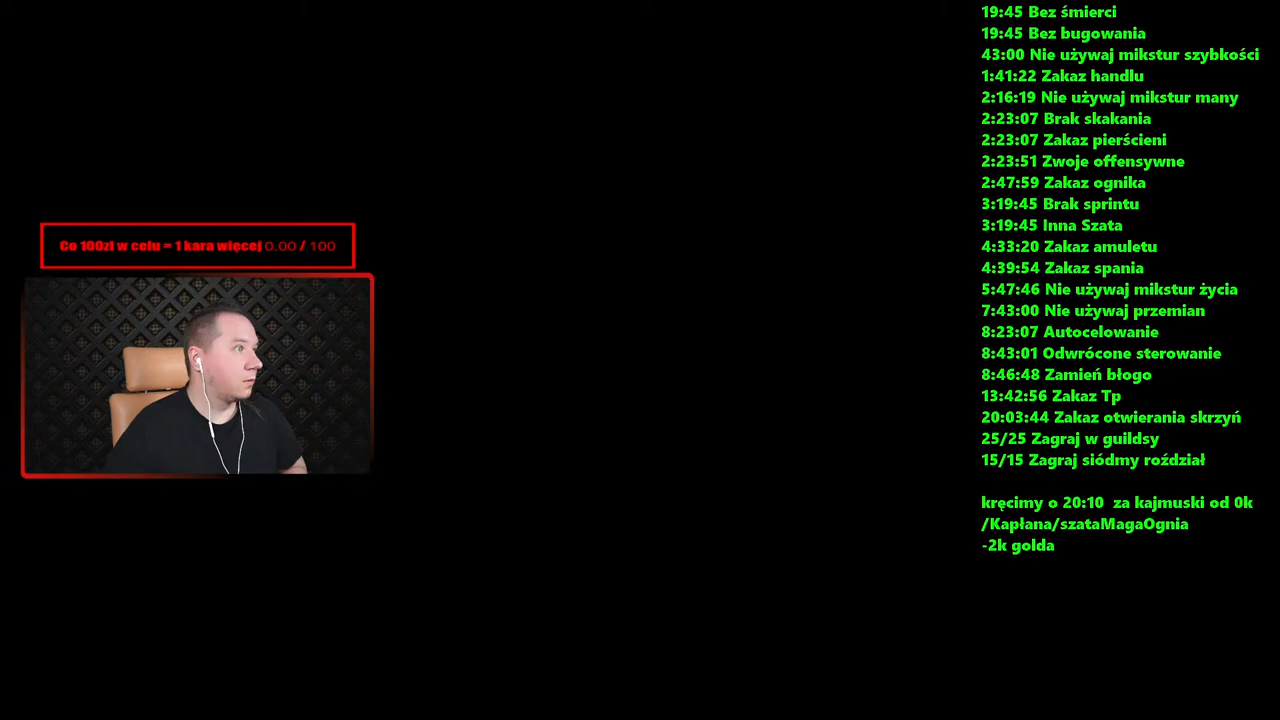 19:45 Bez śmierci
19:45 Bez bugowania
43:00 Nie używaj mikstur szybkości
1:41:22 Zakaz handlu
2:16:19 Nie używaj mikstur many
2:23:07 Brak skakania
2:23:07 Zakaz pierścieni
2:23:51 Zwoje offensywne
2:47:59 Zakaz ognika
3:19:45 Brak sprintu
3:19:45 Inna Szata
4:33:20 Zakaz amuletu
4:39:54 Zakaz spania
5:47:46 Nie używaj mikstur życia
7:43:00 Nie używaj przemian
8:23:07 Autocelowanie
8:43:01 Odwrócone sterowanie
8:46:48 Zamień błogo
13:42:56 Zakaz Tp
20:03:44 Zakaz otwierania skrzyń
25/25 Zagraj w guildsy
15/15 Zagraj siódmy roździał
kręcimy o 20:10 za kajmuski od 0k
/Kapłana/szataMagaOgnia
-2k golda
Co 100zl w celu = 1 kara więcej 0.00 / 100